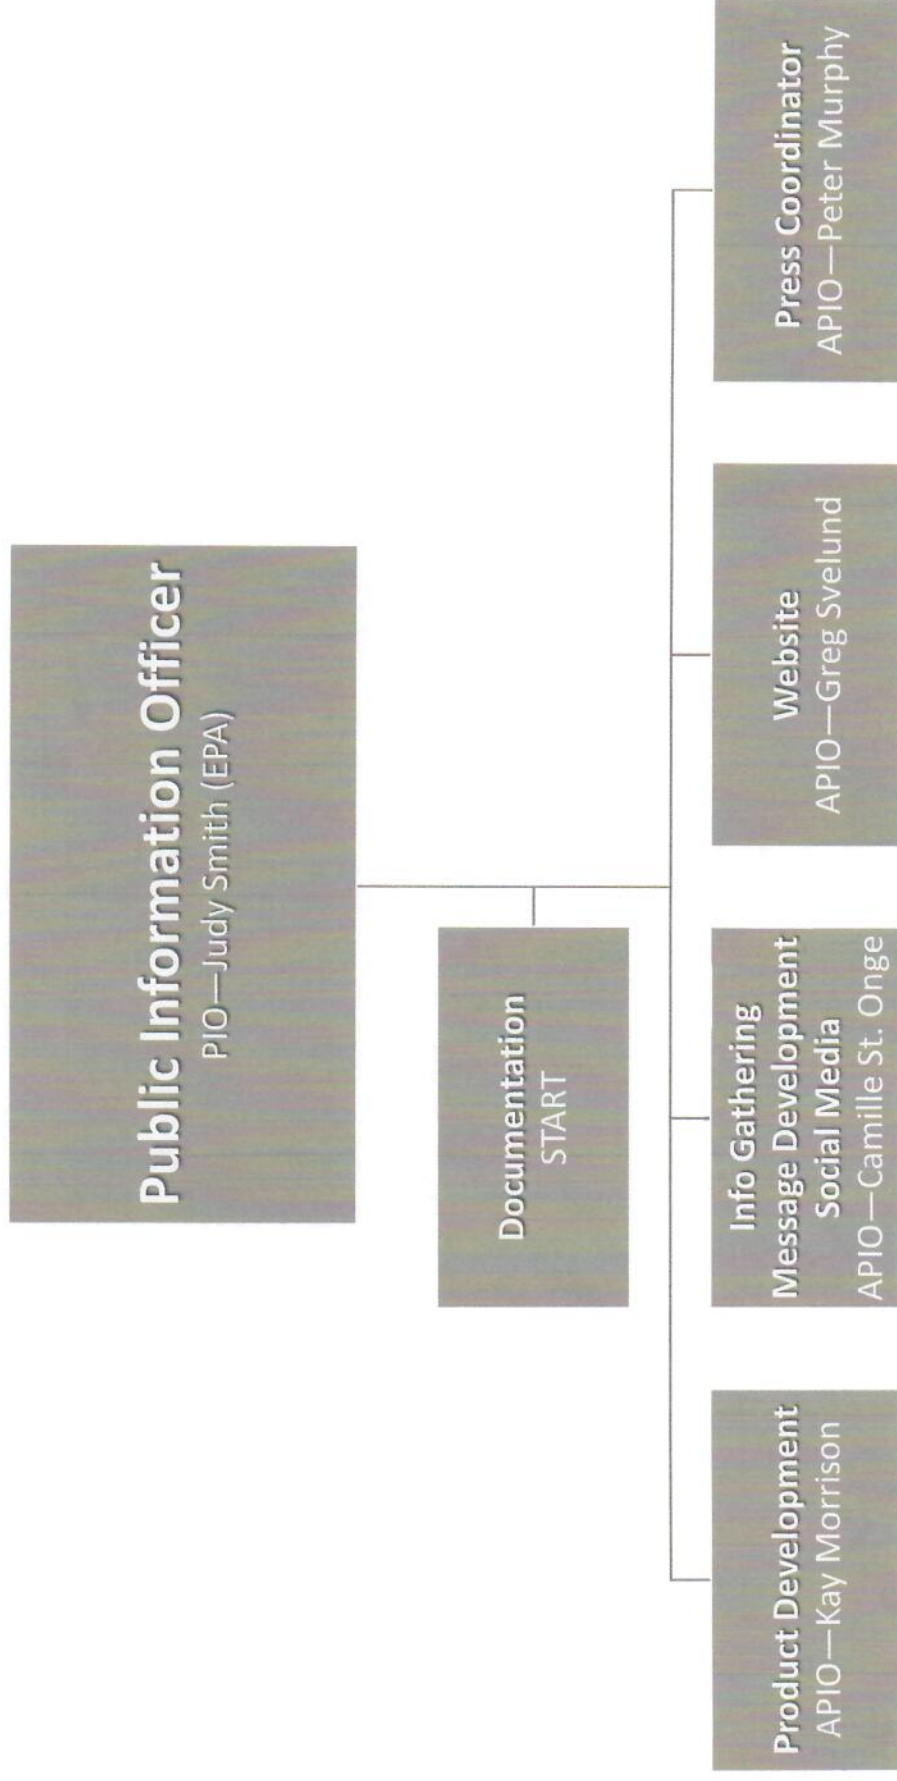 Public Information Officer
PIO—Judy Smith (EPA)
Documentation
START
Product Development
APIO—Kay Morrison
Info Gathering
Message Development
Social Media
APIO—Camille St. Onge
Website
APIO—Greg Svelund
Press Coordinator
APIO—Peter Murphy